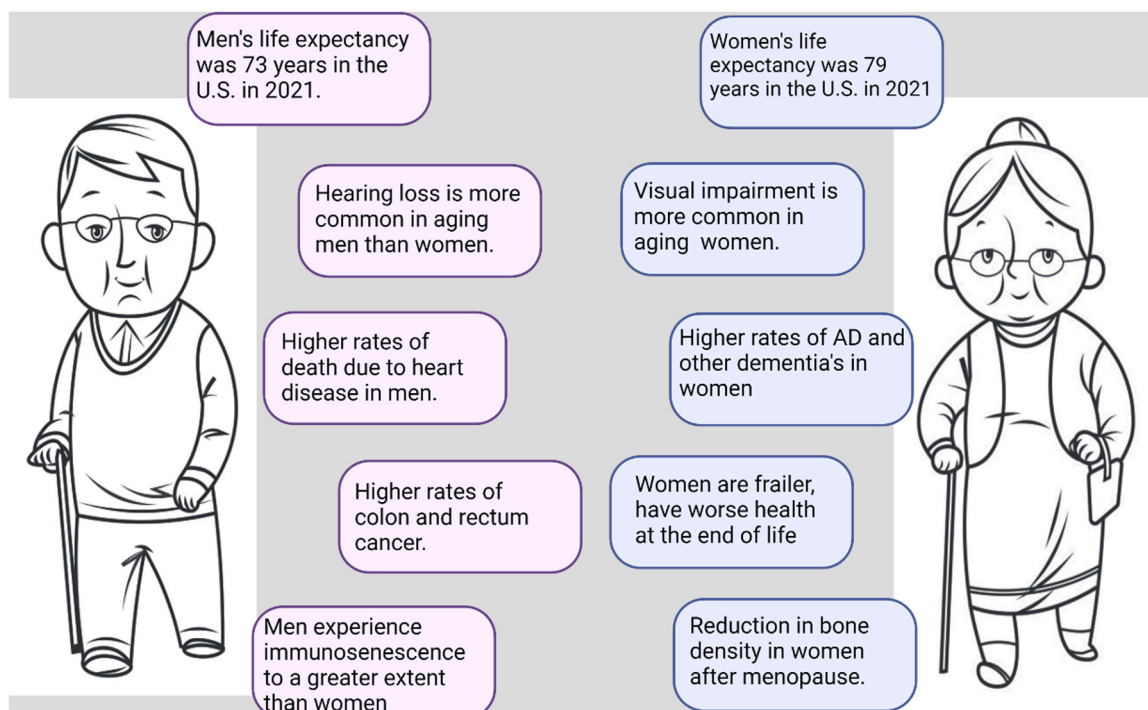 Men's life expectancy
was 73 years in the
U.S. in 2021.
Women's life
expectancy was 79
years in the U.S. in 2021
Hearing loss is more
common in aging
men than women.
Visual impairment is
more common in
aging  women.
Higher rates of
death due to heart
disease in men.
Higher rates of AD and
other dementia's in
women
Higher rates of
colon and rectum
cancer.
Women are frailer,
have worse health
at the end of life
Men experience
immunosenescence
to a greater extent
than women
Reduction in bone
density in women
after menopause.